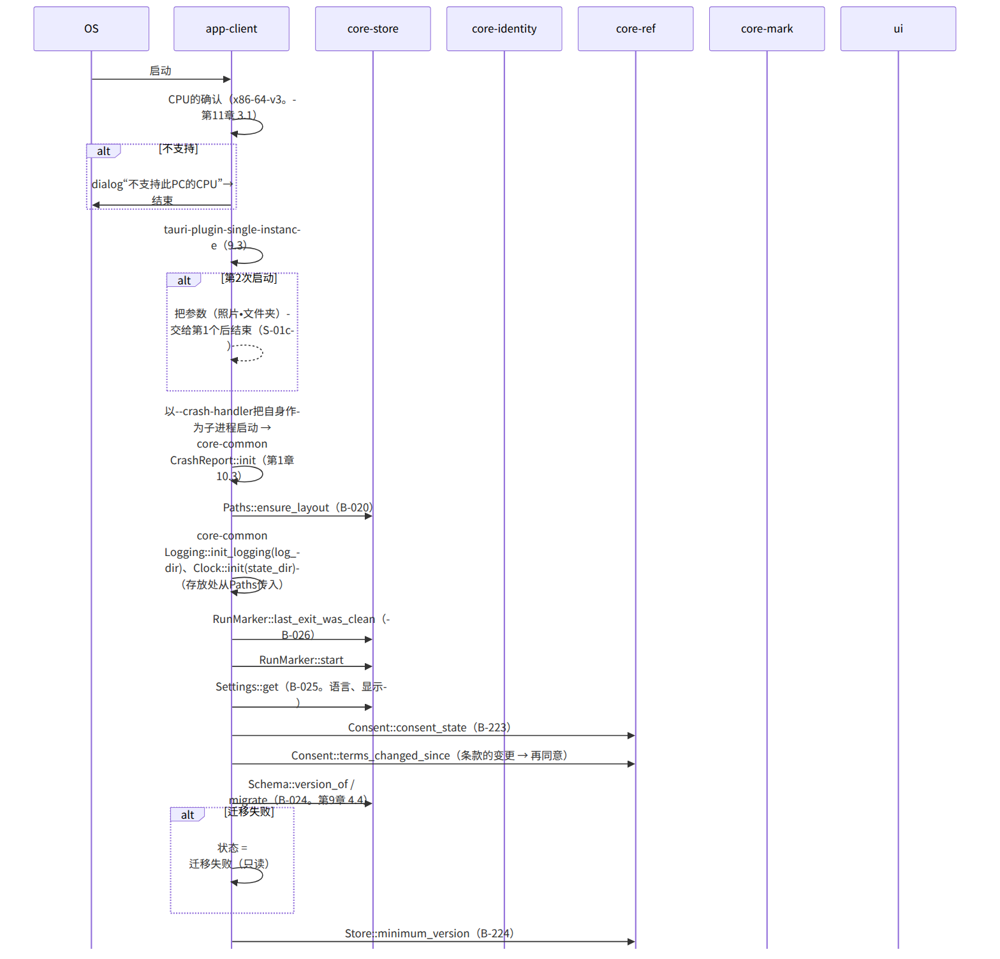 OS
app-client
core-store
core-identity
core-ref
core-mark
ui
启动
CPU的确认（x86-64-v3。-
第11章 3.1）
alt
[不支持]
dialog“不支持此PC的CPU”→
结束
tauri-plugin-single-instanc-
e（9.3）
alt
[第2次启动]
把参数（照片•文件夹）-
交给第1个后结束（S-01c-
）
以--crash-handler把自身作-
为子进程启动 →
core-common
CrashReport::init（第1章
10.3）
Paths::ensure_layout（B-020）
core-common
Logging::init_logging(log_-
dir)、Clock::init(state_dir)-
（存放处从Paths传入）
RunMarker::last_exit_was_clean（-
B-026）
RunMarker::start
Settings::get（B-025。语言、显示-
）
Consent::consent_state（B-223）
Consent::terms_changed_since（条款的变更 → 再同意）
Schema::version_of /
migrate（B-024。第9章 4.4）
alt
[迁移失败]
状态 =
迁移失败（只读）
Store::minimum_version（B-224）